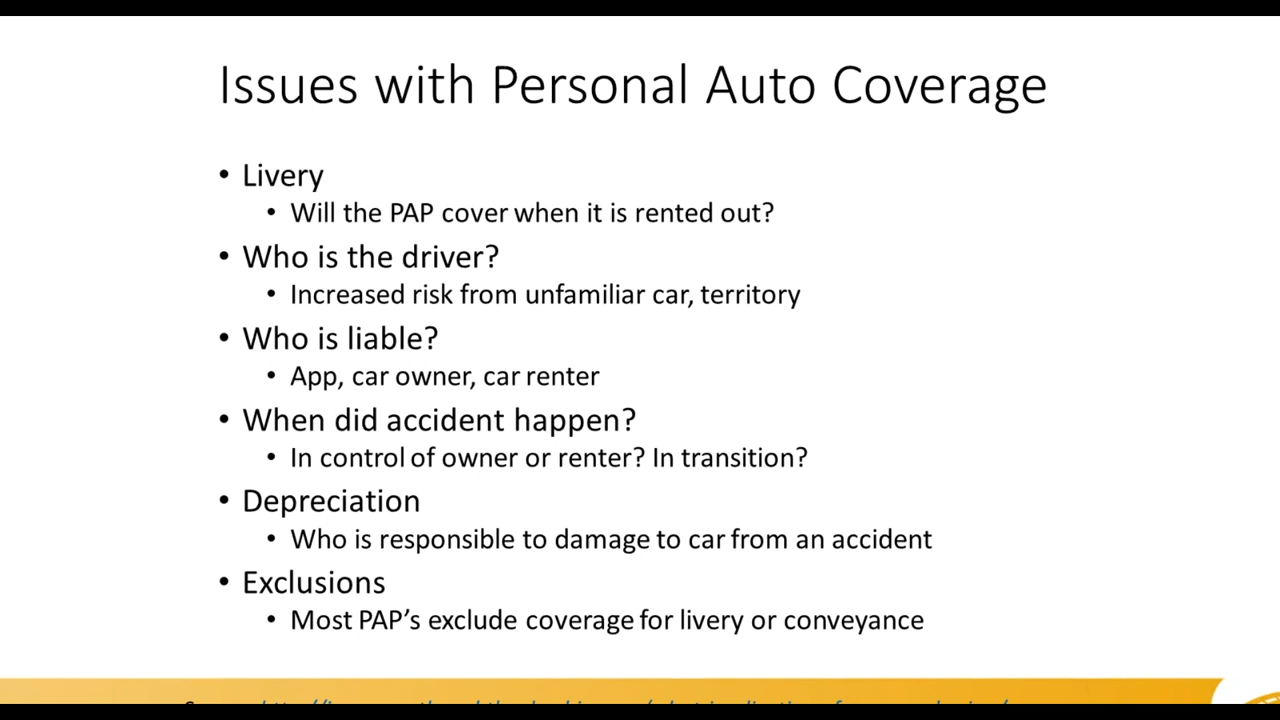 Issues with Personal Auto Coverage
• Livery
• Will the PAP cover when it is rented out?
• Who is the driver?
• Increased risk from unfamiliar car, territory
• Who is liable?
• App, car owner, car renter
• When did accident happen?
• In control of owner or renter? In transition?
• Depreciation
• Who is responsible to damage to car from an accident
• Exclusions
• Most PAP’s exclude coverage for livery or conveyance